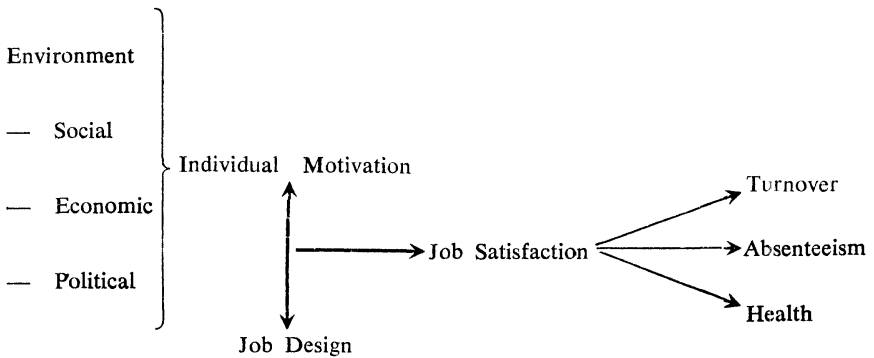 Environment
— Social
— Economic
— Political
Individual Motivation
Job Design
Job Satisfaction
Turnover
Absenteeism
Health